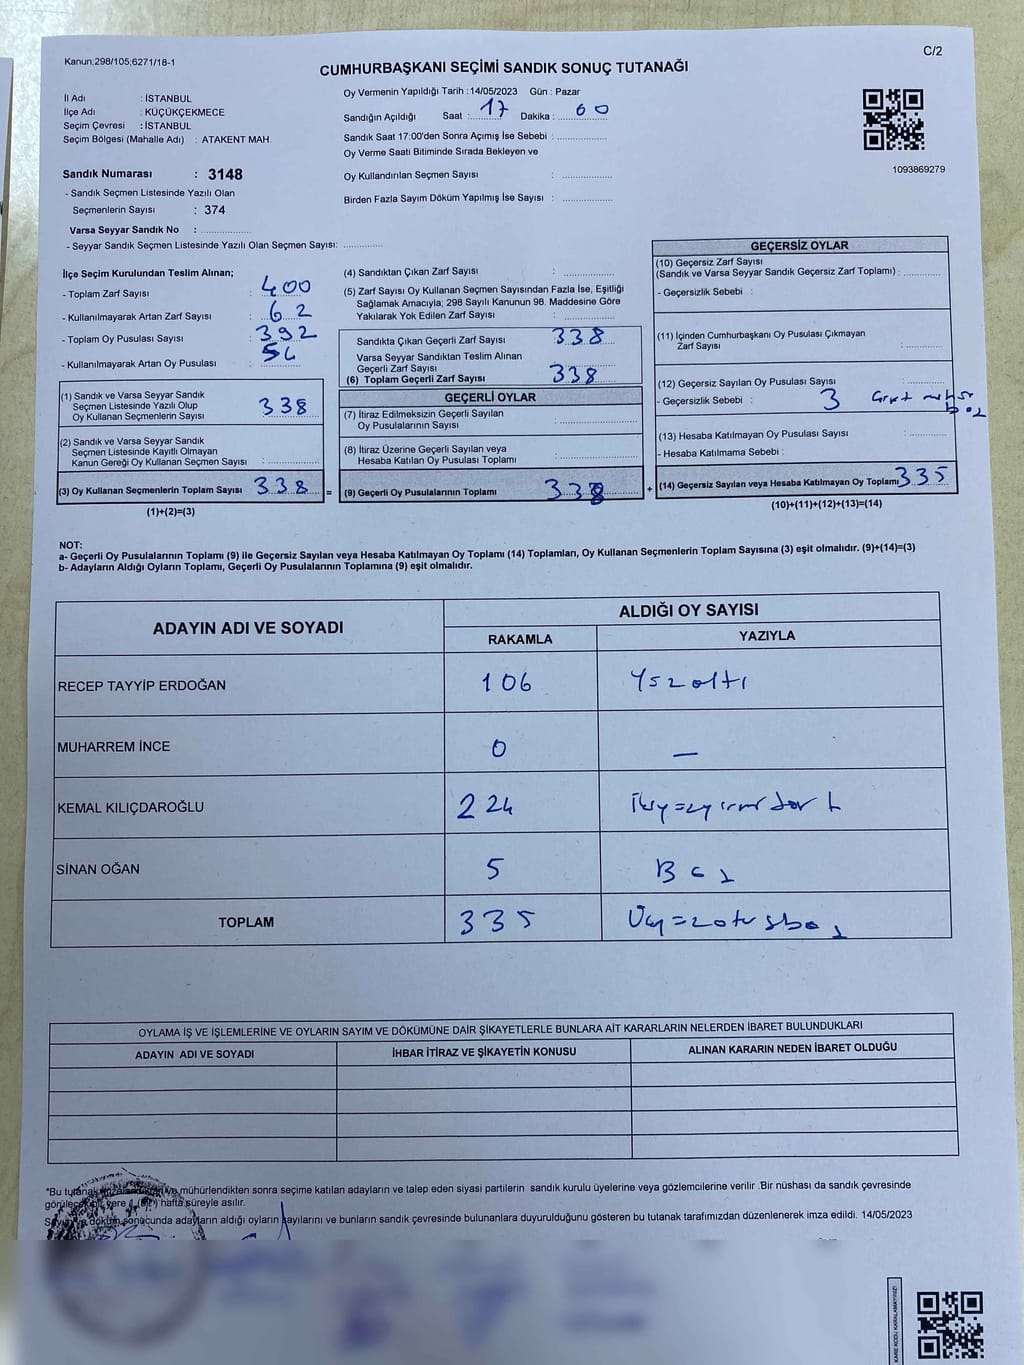 Kanun;298/105;6271/18-1
C/2
CUMHURBAŞKANI SEÇİMİ SANDIK SONUÇ TUTANAĞI
İl Adı : İSTANBUL
İlçe Adı : KÜÇÜKÇEKMECE
Seçim Çevresi : İSTANBUL
Seçim Bölgesi (Mahalle Adı) : ATAKENT MAH.
Oy Vermenin Yapıldığı Tarih :14/05/2023 Gün : Pazar
Sandığın Açıldığı Saat : 17 Dakika : 00
Sandık Saat 17:00'den Sonra Açımış İse Sebebi :
Oy Verme Saati Bitiminde Sırada Bekleyen ve
Oy Kullandırılan Seçmen Sayısı :
Birden Fazla Sayım Döküm Yapılmış İse Sayısı :
1093869279
Sandık Numarası : 3148
- Sandık Seçmen Listesinde Yazılı Olan
Seçmenlerin Sayısı : 374
Varsa Seyyar Sandık No :
- Seyyar Sandık Seçmen Listesinde Yazılı Olan Seçmen Sayısı:
İlçe Seçim Kurulundan Teslim Alınan;
- Toplam Zarf Sayısı : 400
- Kullanılmayarak Artan Zarf Sayısı : 62
- Toplam Oy Pusulası Sayısı : 392
- Kullanılmayarak Artan Oy Pusulası : 54
(1) Sandık ve Varsa Seyyar Sandık
Seçmen Listesinde Yazılı Olup
Oy Kullanan Seçmenlerin Sayısı : 338
(2) Sandık ve Varsa Seyyar Sandık
Seçmen Listesinde Kayıtlı Olmayan
Kanun Gereği Oy Kullanan Seçmen Sayısı :
(3) Oy Kullanan Seçmenlerin Toplam Sayısı 338 =
(1)+(2)=(3)
(4) Sandıktan Çıkan Zarf Sayısı :
(5) Zarf Sayısı Oy Kullanan Seçmen Sayısından Fazla İse, Eşitliği
Sağlamak Amacıyla; 298 Sayılı Kanunun 98. Maddesine Göre
Yakılarak Yok Edilen Zarf Sayısı :
Sandıkta Çıkan Geçerli Zarf Sayısı : 338
Varsa Seyyar Sandıktan Teslim Alınan
Geçerli Zarf Sayısı :
(6) Toplam Geçerli Zarf Sayısı 338
GEÇERLİ OYLAR
(7) İtiraz Edilmeksizin Geçerli Sayılan
Oy Pusulalarının Sayısı :
(8) İtiraz Üzerine Geçerli Sayılan veya
Hesaba Katılan Oy Pusulası Toplamı :
(9) Geçerli Oy Pusulalarının Toplamı 338 +
GEÇERSİZ OYLAR
(10) Geçersiz Zarf Sayısı
(Sandık ve Varsa Seyyar Sandık Geçersiz Zarf Toplamı) :
- Geçersizlik Sebebi :
(11) İçinden Cumhurbaşkanı Oy Pusulası Çıkmayan
Zarf Sayısı :
(12) Geçersiz Sayılan Oy Pusulası Sayısı :
- Geçersizlik Sebebi : 3
(13) Hesaba Katılmayan Oy Pusulası Sayısı :
- Hesaba Katılmama Sebebi :
(14) Geçersiz Sayılan veya Hesaba Katılmayan Oy Toplamı 335
(10)+(11)+(12)+(13)=(14)
NOT:
a- Geçerli Oy Pusulalarının Toplamı (9) ile Geçersiz Sayılan veya Hesaba Katılmayan Oy Toplamı (14) Toplamları, Oy Kullanan Seçmenlerin Toplam Sayısına (3) eşit olmalıdır. (9)+(14)=(3)
b- Adayların Aldığı Oyların Toplamı, Geçerli Oy Pusulalarının Toplamına (9) eşit olmalıdır.
ADAYIN ADI VE SOYADI ALDIĞI OY SAYISI
RAKAMLA YAZIYLA
RECEP TAYYİP ERDOĞAN 106 Yüzaltı
MUHARREM İNCE 0 —
KEMAL KILIÇDAROĞLU 224 ikiyüzyirmidört
SİNAN OĞAN 5 Beş
TOPLAM 335 Üçyüzotuzbeş
OYLAMA İŞ VE İŞLEMLERİNE VE OYLARIN SAYIM VE DÖKÜMÜNE DAİR ŞİKAYETLERLE BUNLARA AİT KARARLARIN NELERDEN İBARET BULUNDUKLARI
ADAYIN ADI VE SOYADI İHBAR İTİRAZ VE ŞİKAYETİN KONUSU ALINAN KARARIN NEDEN İBARET OLDUĞU
*Bu tutanak mühürlendikten sonra seçime katılan adayların ve talep eden siyasi partilerin sandık kurulu üyelerine veya gözlemcilerine verilir .Bir nüshası da sandık çevresinde
görülecek bir yere 1 (Bir) hafta süreyle asılır.
Sayım ve döküm sonucunda adayların aldığı oyların sayılarını ve bunların sandık çevresinde bulunanlara duyurulduğunu gösteren bu tutanak tarafımızdan düzenlenerek imza edildi. 14/05/2023
KARE KODU KARALAMAYINIZ!